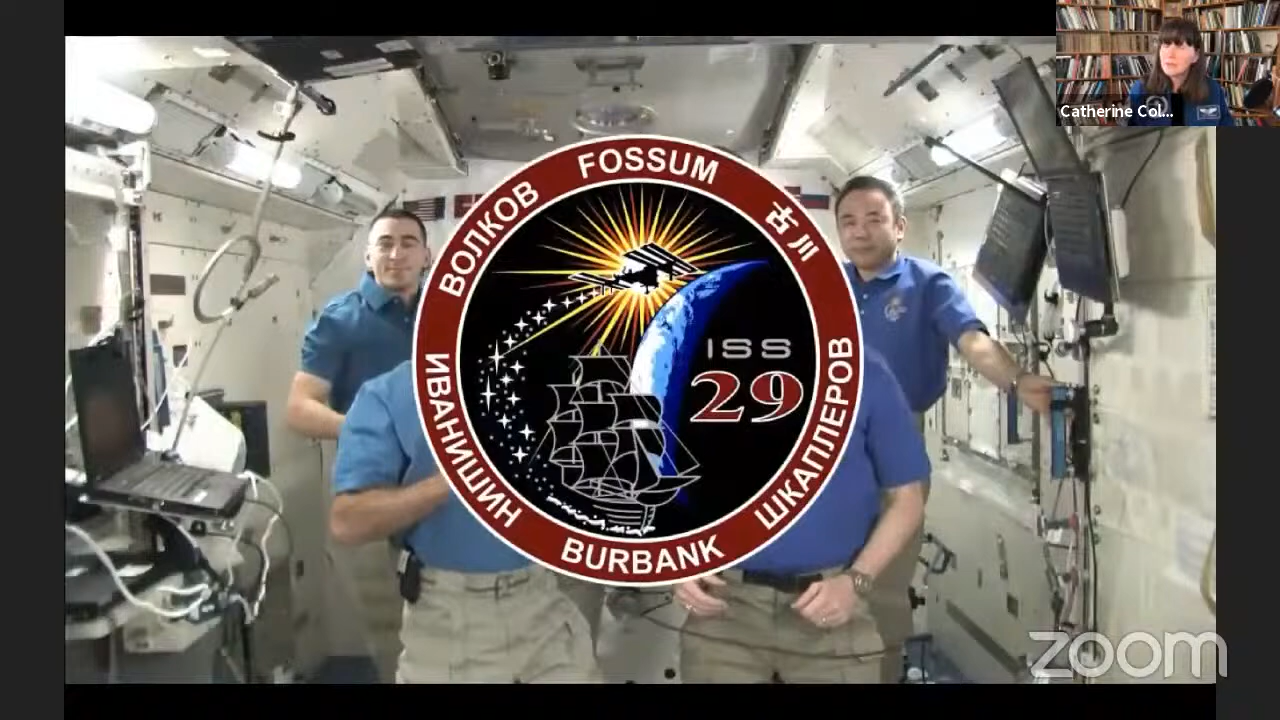 Catherine Col...
FOSSUM
古川
ВОЛКОВ
ISS
29
ИВАНИШИН
ШКАПЛЕРОВ
BURBANK
zoom